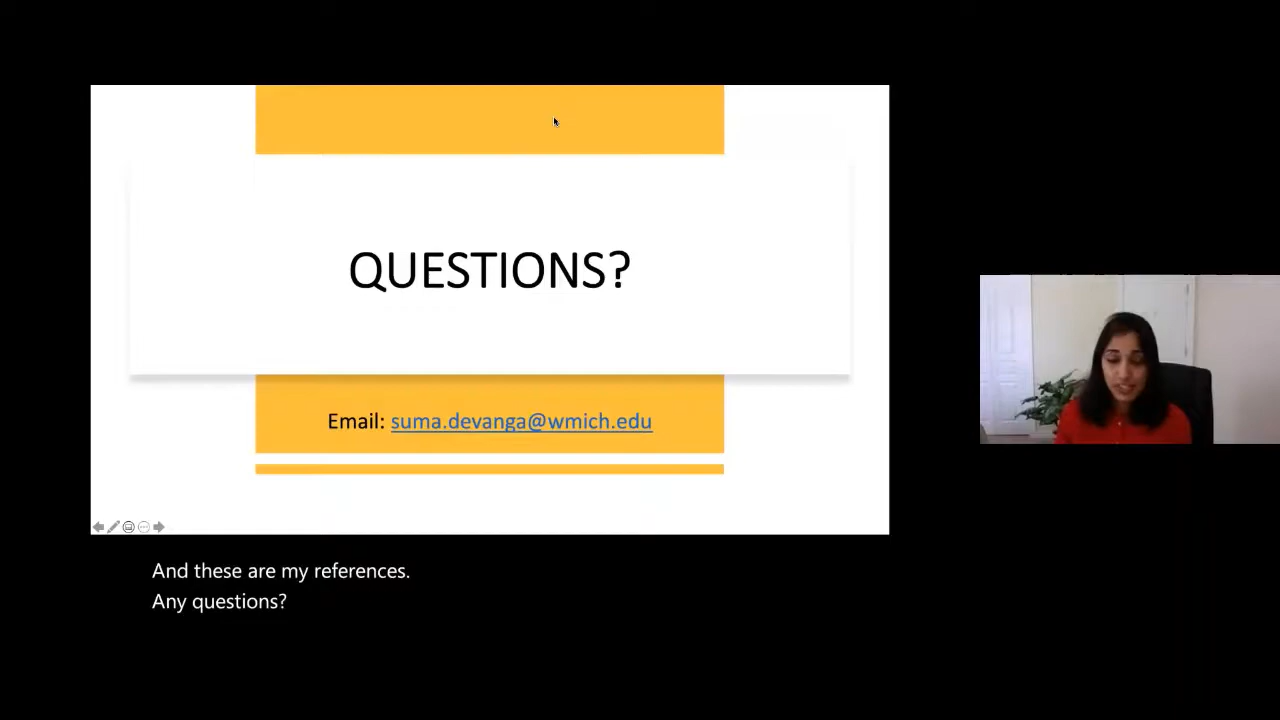 QUESTIONS?
Email: suma.devanga@wmich.edu
And these are my references.
Any questions?